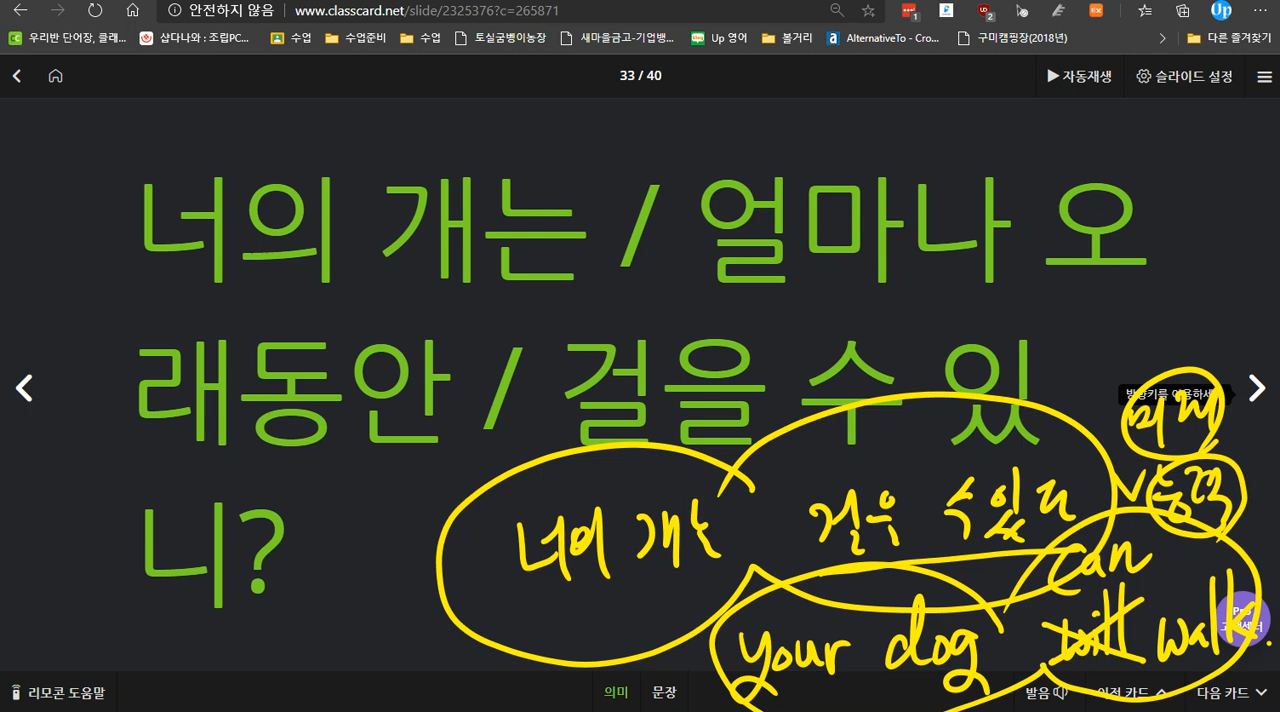 안전하지 않음 | www.classcard.net/slide/2325376?c=265871
우리반 단어장, 클래... 샵다나와 : 조립PC... 수업 수업준비 수업 토실굼벵이농장 새마을금고-기업뱅... Up 영어 볼거리 AlternativeTo - Cro... 구미캠핑장(2018년) 다른 즐겨찾기
33 / 40 자동재생 슬라이드 설정
너의 개는 / 얼마나 오
래동안 / 걸을 수 있
니?
너의 개는 걸을 수있다
can
your dog will walk.
리모콘 도움말 의미 문장 발음 이전 카드 다음 카드